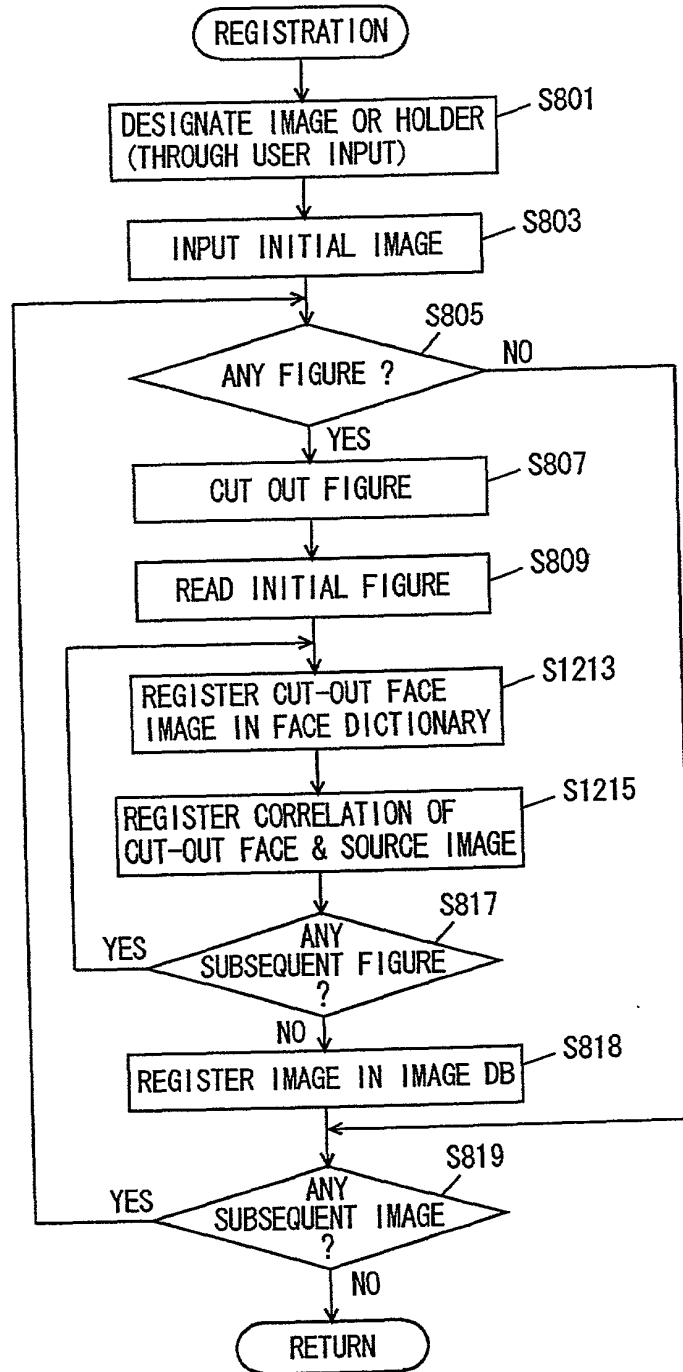 REGISTRATION
S801
DESIGNATE IMAGE OR HOLDER
(THROUGH USER INPUT)
S803
INPUT INITIAL IMAGE
S805
ANY FIGURE ?
NO
YES
S807
CUT OUT FIGURE
S809
READ INITIAL FIGURE
S1213
REGISTER CUT-OUT FACE
IMAGE IN FACE DICTIONARY
S1215
REGISTER CORRELATION OF
CUT-OUT FACE & SOURCE IMAGE
S817
YES
ANY
SUBSEQUENT FIGURE
?
NO
S818
REGISTER IMAGE IN IMAGE DB
S819
YES
ANY
SUBSEQUENT IMAGE
?
NO
RETURN